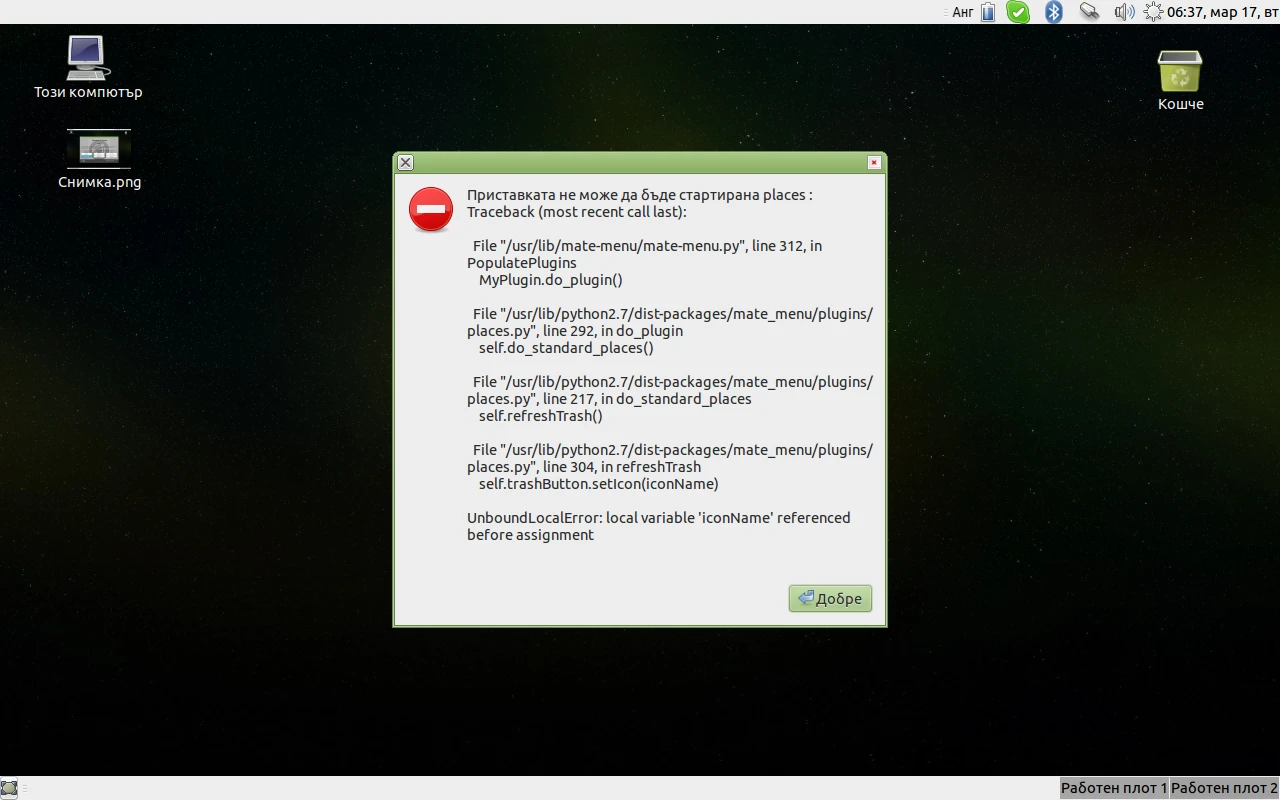 Анг
06:37, мар 17, вт
Този компютър
Кошче
Снимка.png
Приставката не може да бъде стартирана places :
Traceback (most recent call last):
File "/usr/lib/mate-menu/mate-menu.py", line 312, in
PopulatePlugins
MyPlugin.do_plugin()
File "/usr/lib/python2.7/dist-packages/mate_menu/plugins/
places.py", line 292, in do_plugin
self.do_standard_places()
File "/usr/lib/python2.7/dist-packages/mate_menu/plugins/
places.py", line 217, in do_standard_places
self.refreshTrash()
File "/usr/lib/python2.7/dist-packages/mate_menu/plugins/
places.py", line 304, in refreshTrash
self.trashButton.setIcon(iconName)
UnboundLocalError: local variable 'iconName' referenced
before assignment
Добре
Работен плот 1
Работен плот 2